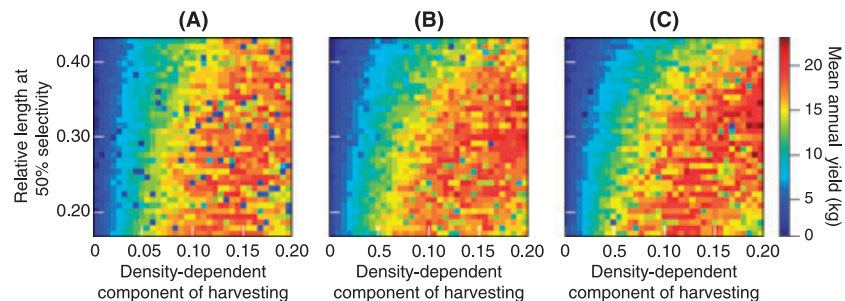 (A) (B) (C)
Relative length at
50% selectivity
0.40
0.30
0.20
0 0.05 0.10 0.15 0.20
Density-dependent
component of harvesting
0 0.5 0.10 0.15 0.20
Density-dependent
component of harvesting
0 0.5 0.10 0.15 0.20
Density-dependent
component of harvesting
20
15
10
5
0
Mean annual yield (kg)